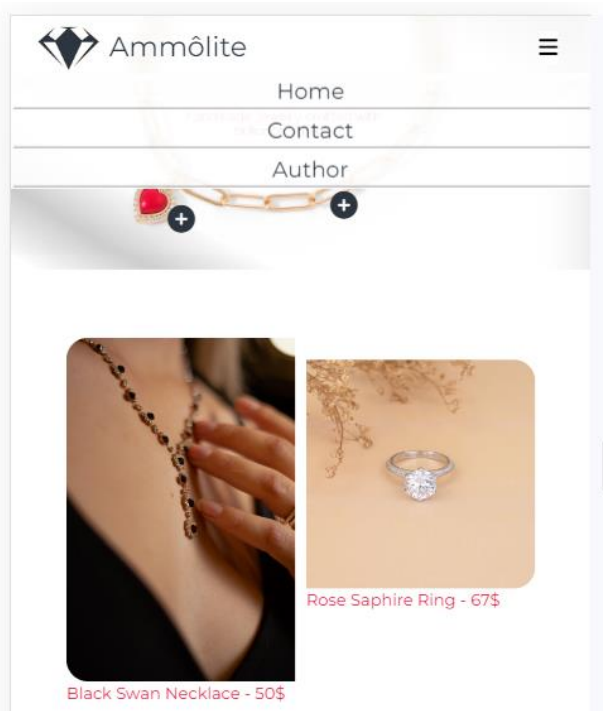 Ammôlite
Home
Contact
Author
Rose Saphire Ring - 67$
Black Swan Necklace - 50$